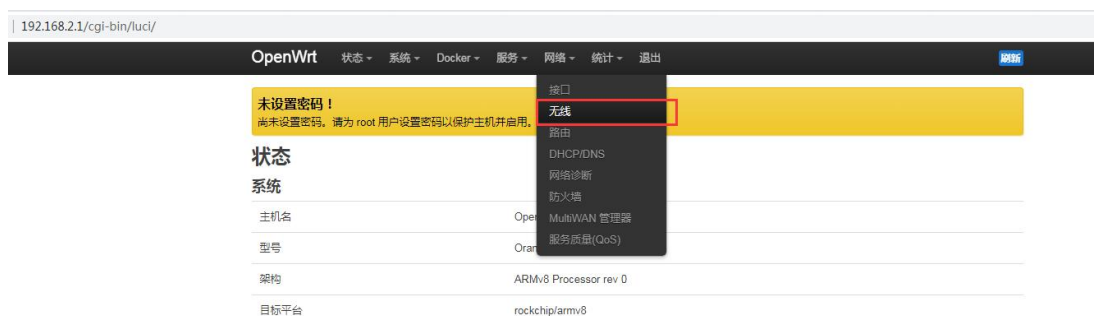 192.168.2.1/cgi-bin/luci/
OpenWrt 状态 系统 Docker 服务 网络 统计 退出 刷新
接口
无线
路由
DHCP/DNS
网络诊断
防火墙
MultiWAN 管理器
服务质量(QoS)
未设置密码！
尚未设置密码。请为 root 用户设置密码以保护主机并启用。
状态
系统
主机名 Ope
型号 Oran
架构 ARMv8 Processor rev 0
目标平台 rockchip/armv8